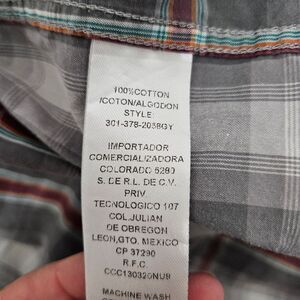 100%COTTON
/COTON/ALGODON
STYLE
301-378-2038GY
IMPORTADOR
COMERCIALIZADORA
COLORADO 5280
S. DE R.L. DE C.V.
PRIV
TECNOLOGICO 107
COL.JULIAN
DE OBREGON
LEON,GTO. MEXICO
CP 37290
R.F.C.
CCC130320NU9
MACHINE WASH